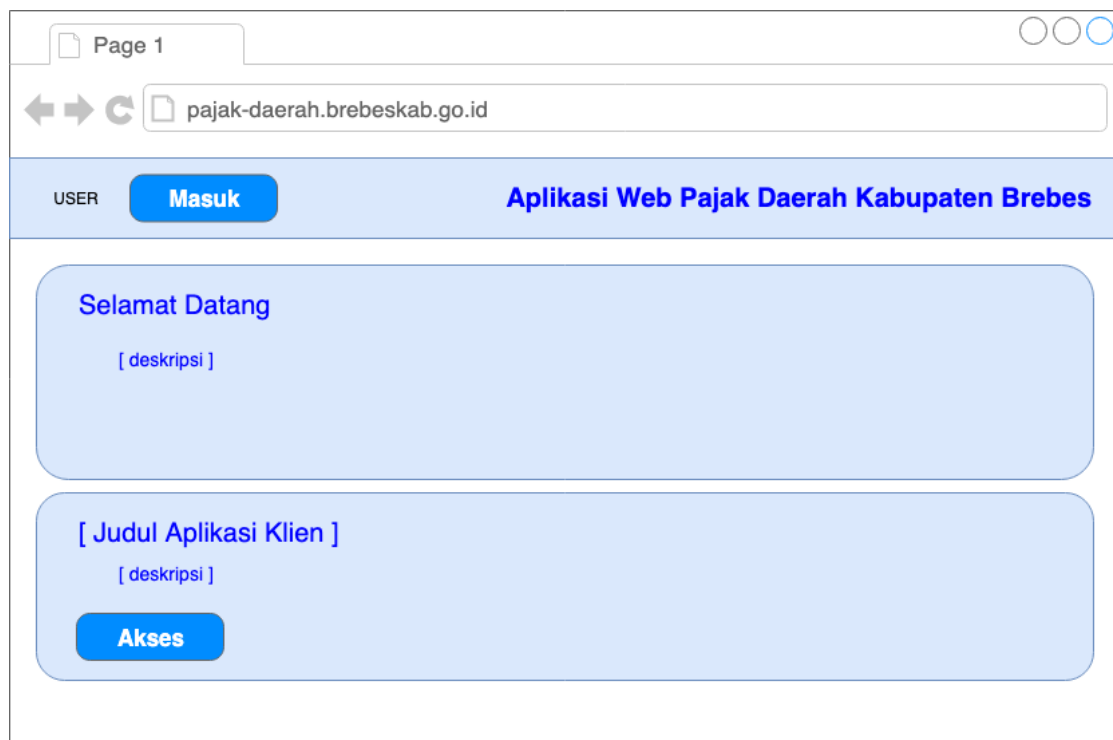 Page 1
pajak-daerah.brebeskab.go.id
USER
Masuk
Aplikasi Web Pajak Daerah Kabupaten Brebes
Selamat Datang
[ deskripsi ]
[ Judul Aplikasi Klien ]
[ deskripsi ]
Akses